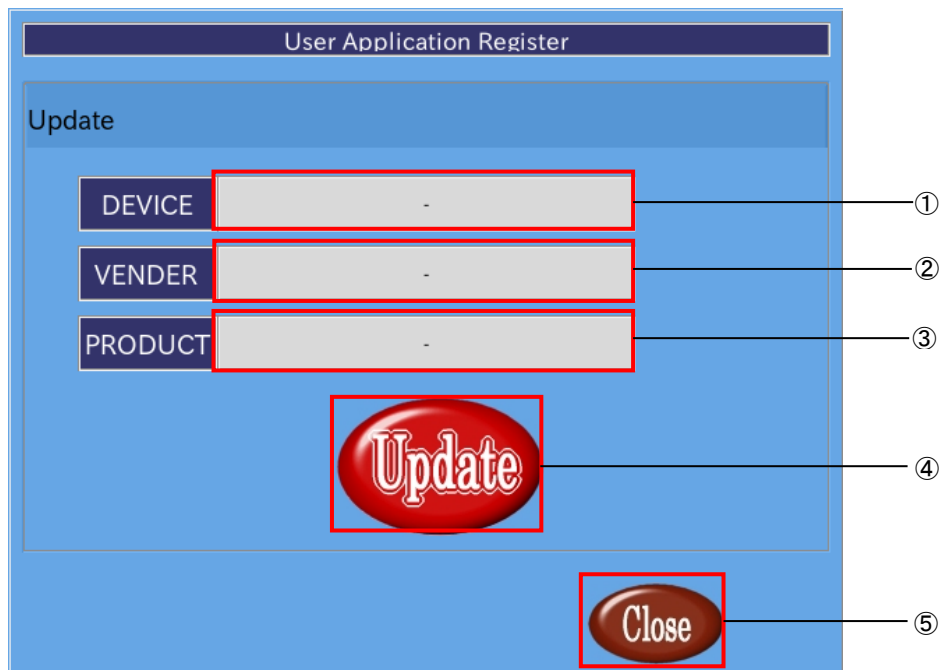 User Application Register
Update
DEVICE - ①
VENDER - ②
PRODUCT - ③
Update ④
Close ⑤